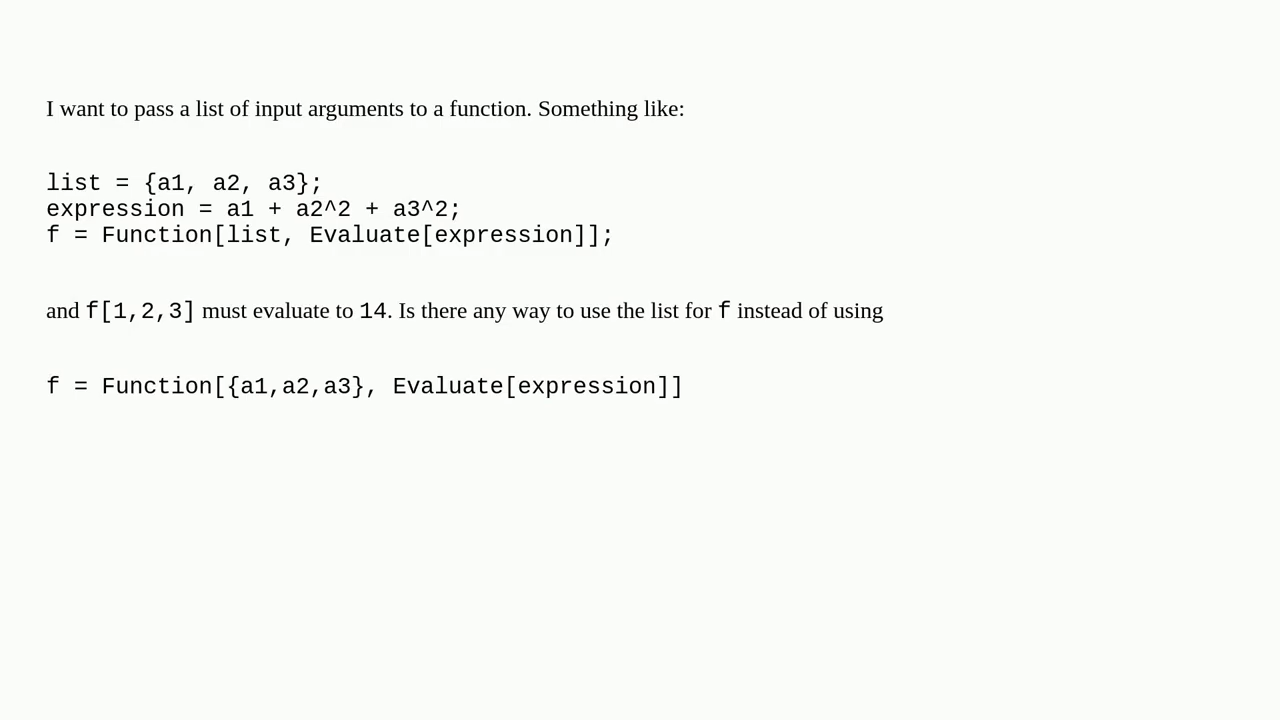 I want to pass a list of input arguments to a function. Something like:
list = {a1, a2, a3};
expression = a1 + a2^2 + a3^2;
f = Function[list, Evaluate[expression]];
and f[1,2,3] must evaluate to 14. Is there any way to use the list for f instead of using
f = Function[{a1,a2,a3}, Evaluate[expression]]